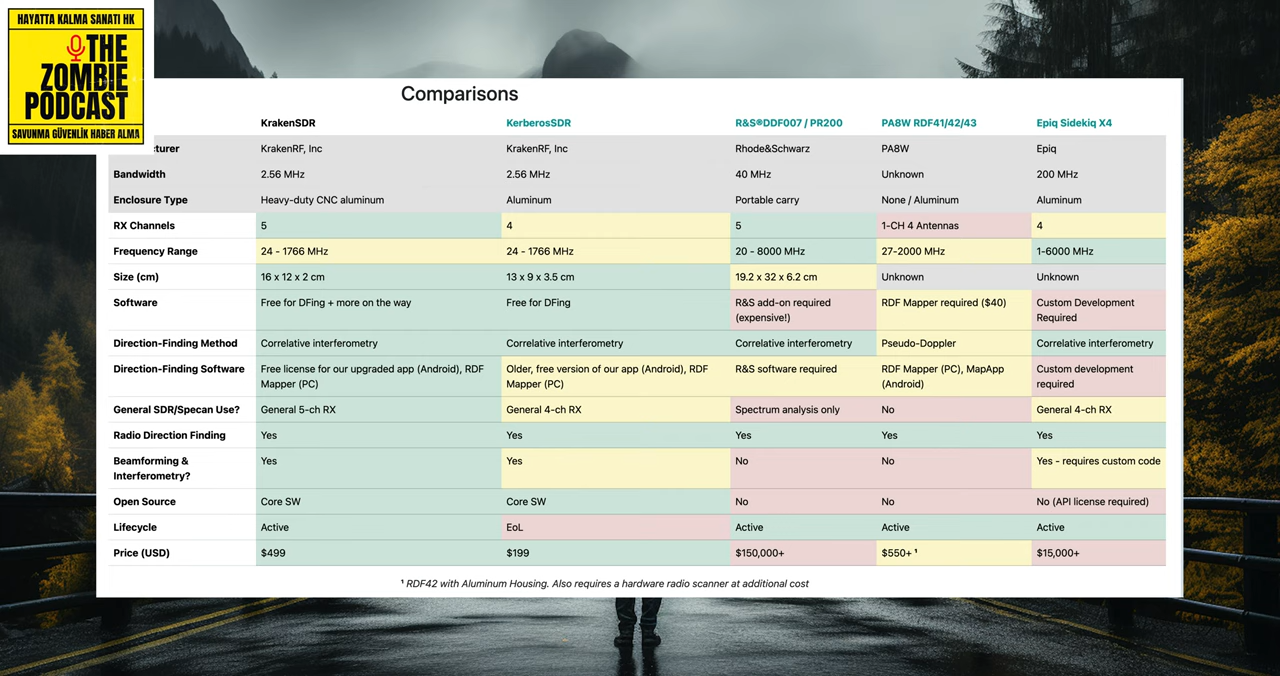 HAYATTA KALMA SANATI HK
THE
ZOMBIE
PODCAST
SAVUNMA GÜVENLİK HABER ALMA
Comparisons
KrakenSDR KerberosSDR R&S®DDF007 / PR200 PA8W RDF41/42/43 Epiq Sidekiq X4
KrakenRF, Inc KrakenRF, Inc Rhode&Schwarz PA8W Epiq
Bandwidth 2.56 MHz 2.56 MHz 40 MHz Unknown 200 MHz
Enclosure Type Heavy-duty CNC aluminum Aluminum Portable carry None / Aluminum Aluminum
RX Channels 5 4 5 1-CH 4 Antennas 4
Frequency Range 24 - 1766 MHz 24 - 1766 MHz 20 - 8000 MHz 27-2000 MHz 1-6000 MHz
Size (cm) 16 x 12 x 2 cm 13 x 9 x 3.5 cm 19.2 x 32 x 6.2 cm Unknown Unknown
Software Free for DFing + more on the way Free for DFing R&S add-on required RDF Mapper required ($40) Custom Development
(expensive!) Required
Direction-Finding Method Correlative interferometry Correlative interferometry Correlative interferometry Pseudo-Doppler Correlative interferometry
Direction-Finding Software Free license for our upgraded app (Android), RDF Older, free version of our app (Android), RDF R&S software required RDF Mapper (PC), MapApp Custom development
Mapper (PC) Mapper (PC) (Android) required
General SDR/Specan Use? General 5-ch RX General 4-ch RX Spectrum analysis only No General 4-ch RX
Radio Direction Finding Yes Yes Yes Yes Yes
Beamforming & Yes Yes No No Yes - requires custom code
Interferometry?
Open Source Core SW Core SW No No No (API license required)
Lifecycle Active EoL Active Active Active
Price (USD) $499 $199 $150,000+ $550+ ¹ $15,000+
¹ RDF42 with Aluminum Housing. Also requires a hardware radio scanner at additional cost